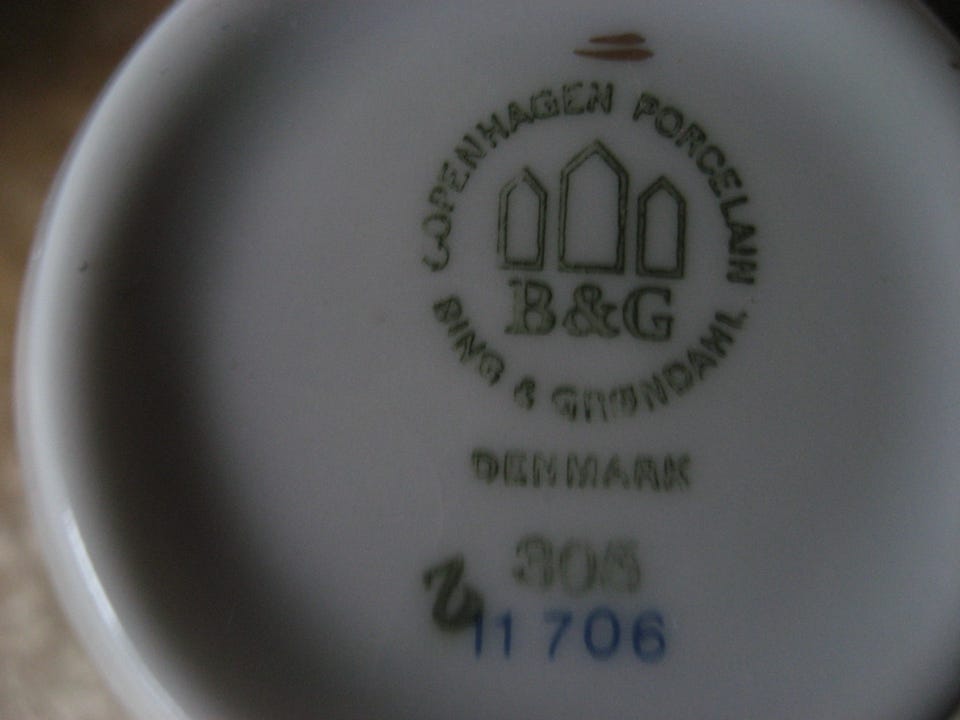 COPENHAGEN PORCELAIN
B&G
BING & GRØNDAHL
DENMARK
305
11 706